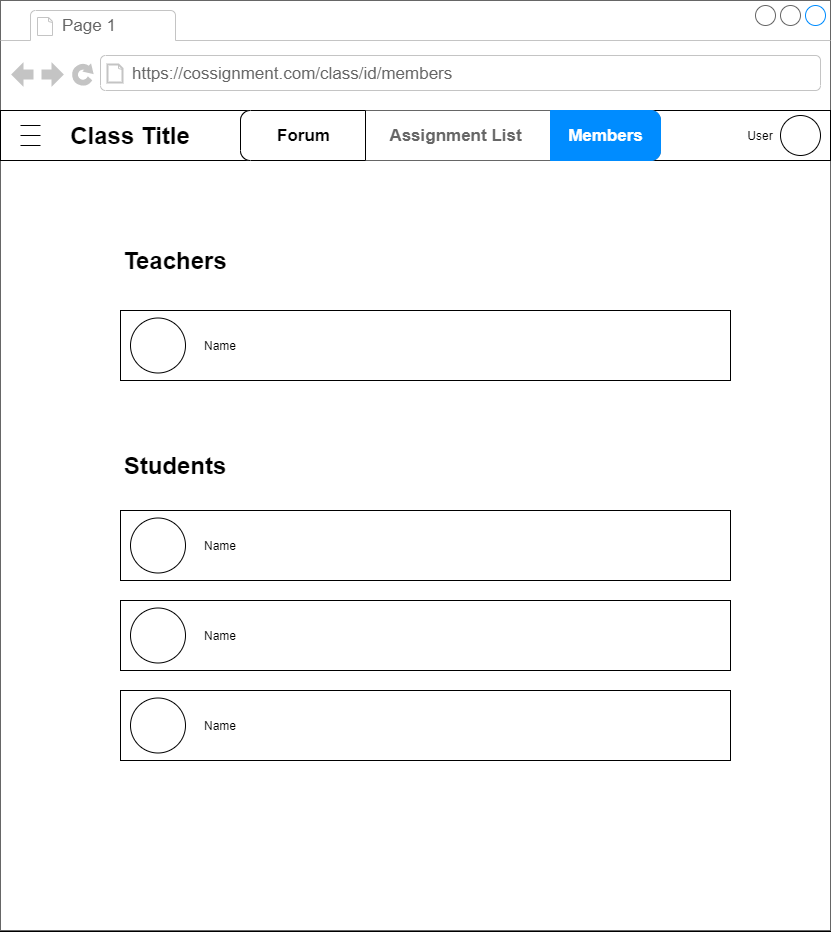 Page 1
https://cossignment.com/class/id/members
Class Title Forum Assignment List Members User
Teachers
Name
Students
Name
Name
Name